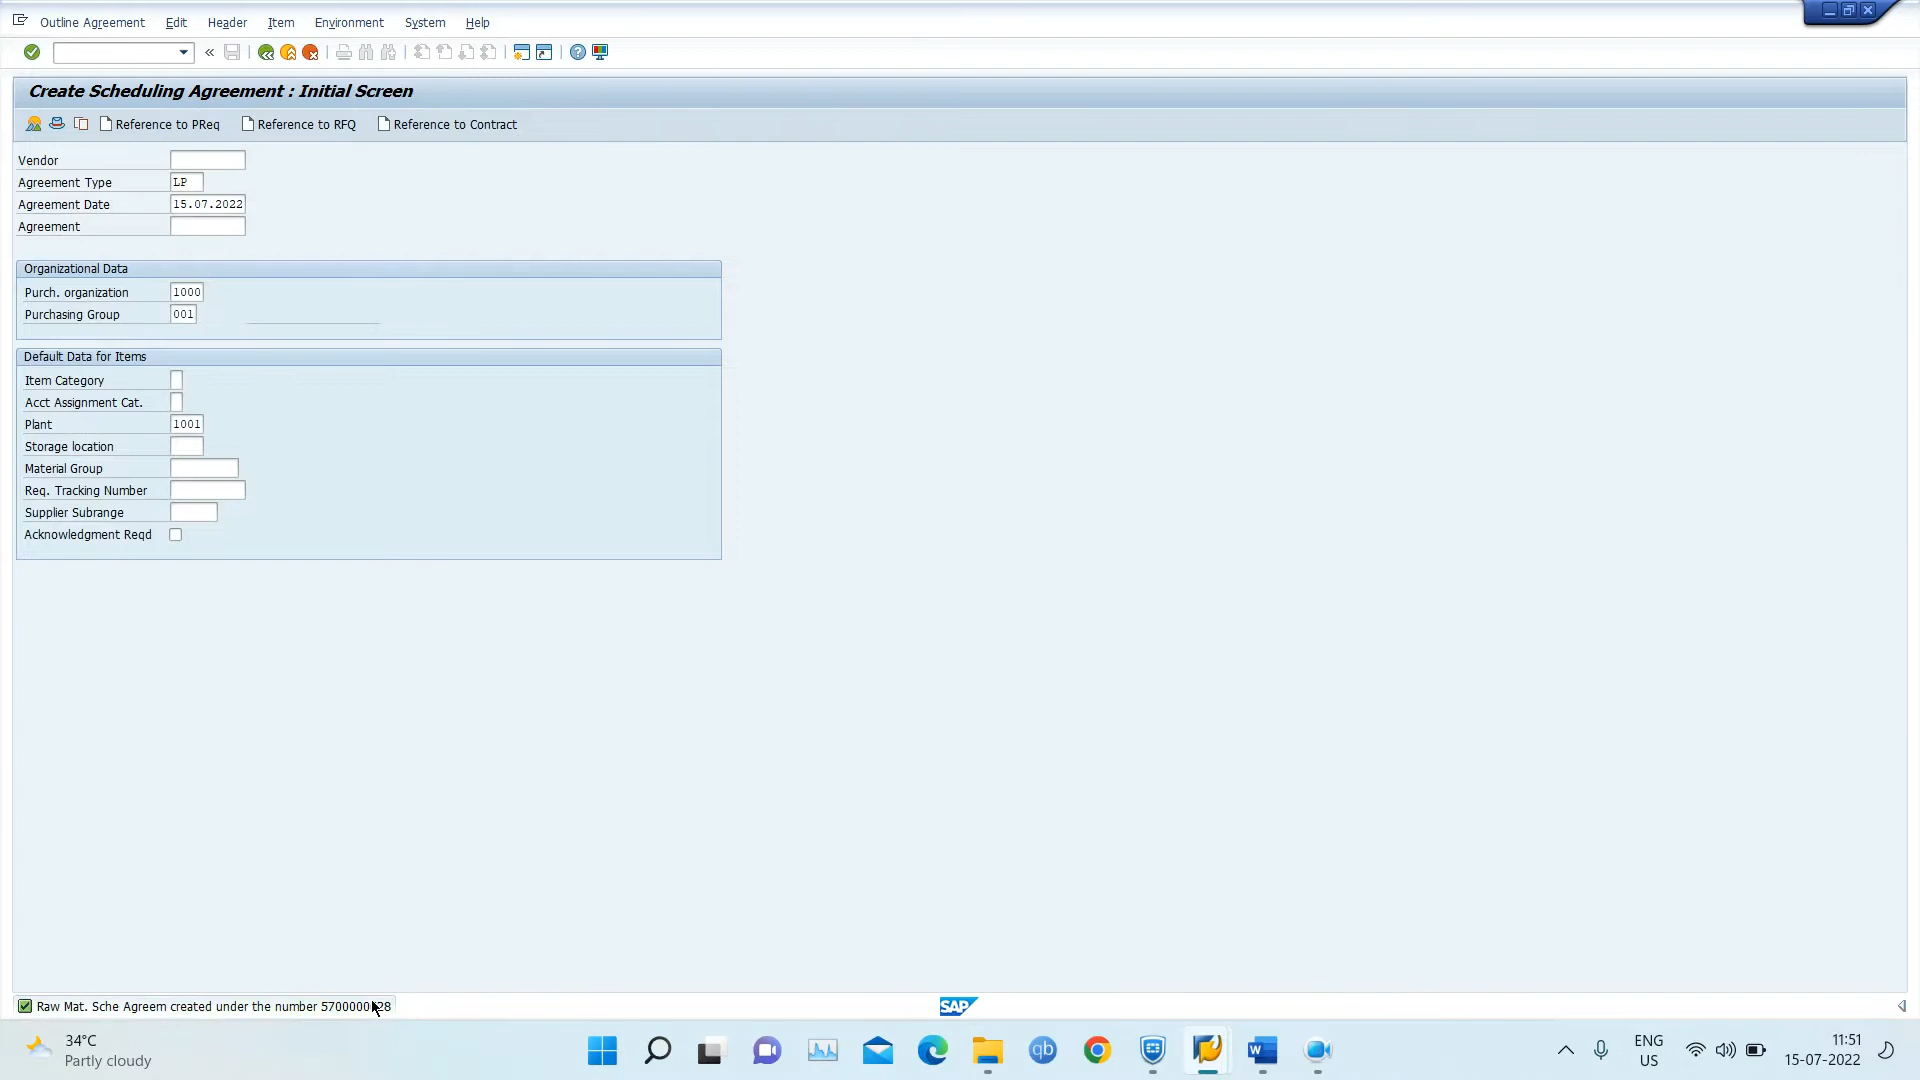 Outline Agreement Edit Header Item Environment System Help
Create Scheduling Agreement : Initial Screen
Reference to PReq Reference to RFQ Reference to Contract
Vendor
Agreement Type LP
Agreement Date 15.07.2022
Agreement
Organizational Data
Purch. organization 1000
Purchasing Group 001
Default Data for Items
Item Category
Acct Assignment Cat.
Plant 1001
Storage location
Material Group
Req. Tracking Number
Supplier Subrange
Acknowledgment Reqd
Raw Mat. Sche Agreem created under the number
SAP
34°C
Partly cloudy
qb
W
ENG
US
11:51
15-07-2022